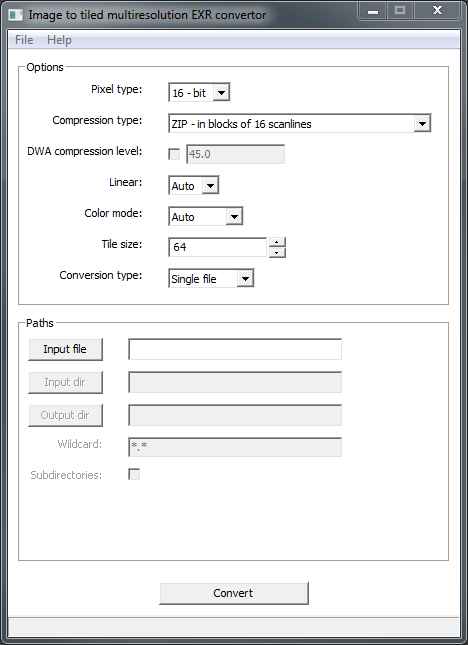 Image to tiled multiresolution EXR convertor
File Help
Options
Pixel type: 16 - bit
Compression type: ZIP - in blocks of 16 scanlines
DWA compression level: 45.0
Linear: Auto
Color mode: Auto
Tile size: 64
Conversion type: Single file
Paths
Input file
Input dir
Output dir
Wildcard: *.*
Subdirectories:
Convert